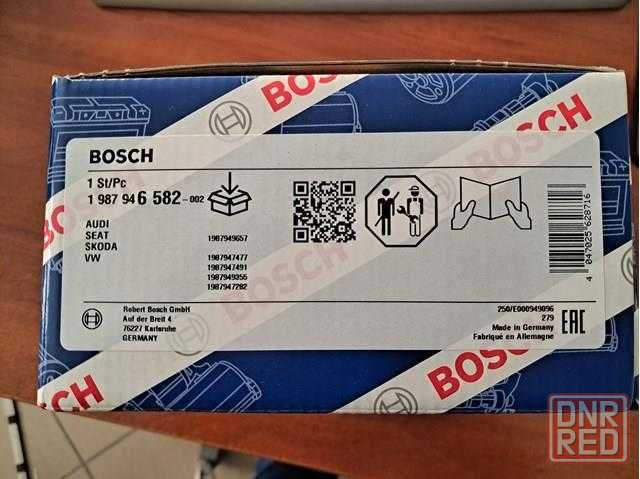 BOSCH
BOSCH
BOSCH
BOSCH
1 St/Pc
1 987 946 582-002
AUDI
SEAT
SKODA
VW
1987949657
1987947477
1987947491
1987949355
1987947282
4 047025 628716
Robert Bosch GmbH
Auf der Breit 4
76227 Karlsruhe
GERMANY
250/E000949096
279
Made in Germany
Fabriqué en Allemagne
EAC
BOSCH
BOSCH
DNR
RED